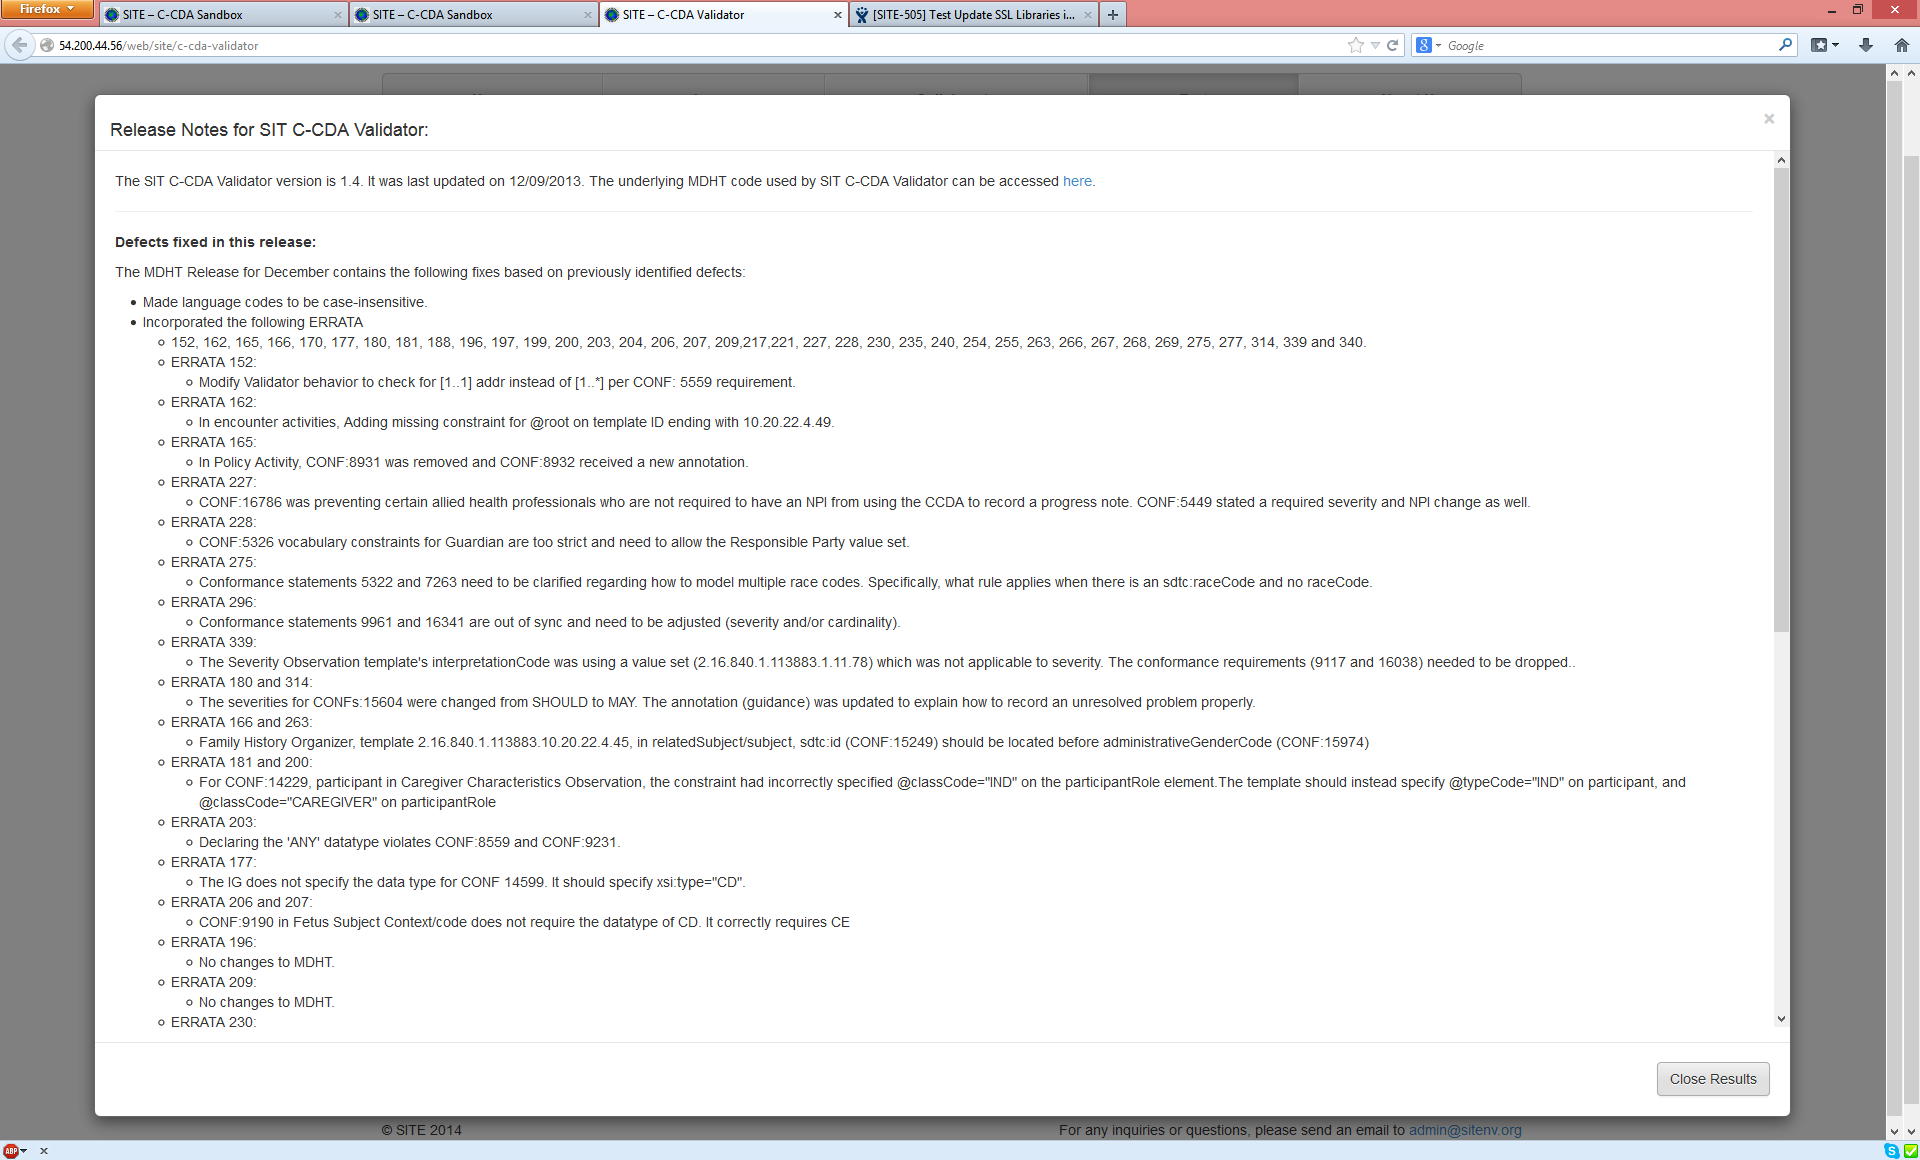 Firefox
SITE – C-CDA Sandbox
SITE – C-CDA Sandbox
SITE – C-CDA Validator
[SITE-505] Test Update SSL Libraries i...
54.200.44.56/web/site/c-cda-validator
Google
Release Notes for SIT C-CDA Validator:
The SIT C-CDA Validator version is 1.4. It was last updated on 12/09/2013. The underlying MDHT code used by SIT C-CDA Validator can be accessed here.
Defects fixed in this release:
The MDHT Release for December contains the following fixes based on previously identified defects:
Made language codes to be case-insensitive.
Incorporated the following ERRATA
152, 162, 165, 166, 170, 177, 180, 181, 188, 196, 197, 199, 200, 203, 204, 206, 207, 209,217,221, 227, 228, 230, 235, 240, 254, 255, 263, 266, 267, 268, 269, 275, 277, 314, 339 and 340.
ERRATA 152:
Modify Validator behavior to check for [1..1] addr instead of [1..*] per CONF: 5559 requirement.
ERRATA 162:
In encounter activities, Adding missing constraint for @root on template ID ending with 10.20.22.4.49.
ERRATA 165:
In Policy Activity, CONF:8931 was removed and CONF:8932 received a new annotation.
ERRATA 227:
CONF:16786 was preventing certain allied health professionals who are not required to have an NPI from using the CCDA to record a progress note. CONF:5449 stated a required severity and NPI change as well.
ERRATA 228:
CONF:5326 vocabulary constraints for Guardian are too strict and need to allow the Responsible Party value set.
ERRATA 275:
Conformance statements 5322 and 7263 need to be clarified regarding how to model multiple race codes. Specifically, what rule applies when there is an sdtc:raceCode and no raceCode.
ERRATA 296:
Conformance statements 9961 and 16341 are out of sync and need to be adjusted (severity and/or cardinality).
ERRATA 339:
The Severity Observation template's interpretationCode was using a value set (2.16.840.1.113883.1.11.78) which was not applicable to severity. The conformance requirements (9117 and 16038) needed to be dropped..
ERRATA 180 and 314:
The severities for CONFs:15604 were changed from SHOULD to MAY. The annotation (guidance) was updated to explain how to record an unresolved problem properly.
ERRATA 166 and 263:
Family History Organizer, template 2.16.840.1.113883.10.20.22.4.45, in relatedSubject/subject, sdtc:id (CONF:15249) should be located before administrativeGenderCode (CONF:15974)
ERRATA 181 and 200:
For CONF:14229, participant in Caregiver Characteristics Observation, the constraint had incorrectly specified @classCode="IND" on the participantRole element.The template should instead specify @typeCode="IND" on participant, and
@classCode="CAREGIVER" on participantRole
ERRATA 203:
Declaring the 'ANY' datatype violates CONF:8559 and CONF:9231.
ERRATA 177:
The IG does not specify the data type for CONF 14599. It should specify xsi:type="CD".
ERRATA 206 and 207:
CONF:9190 in Fetus Subject Context/code does not require the datatype of CD. It correctly requires CE
ERRATA 196:
No changes to MDHT.
ERRATA 209:
No changes to MDHT.
ERRATA 230:
Close Results
© SITE 2014
For any inquiries or questions, please send an email to admin@sitenv.org
ABP